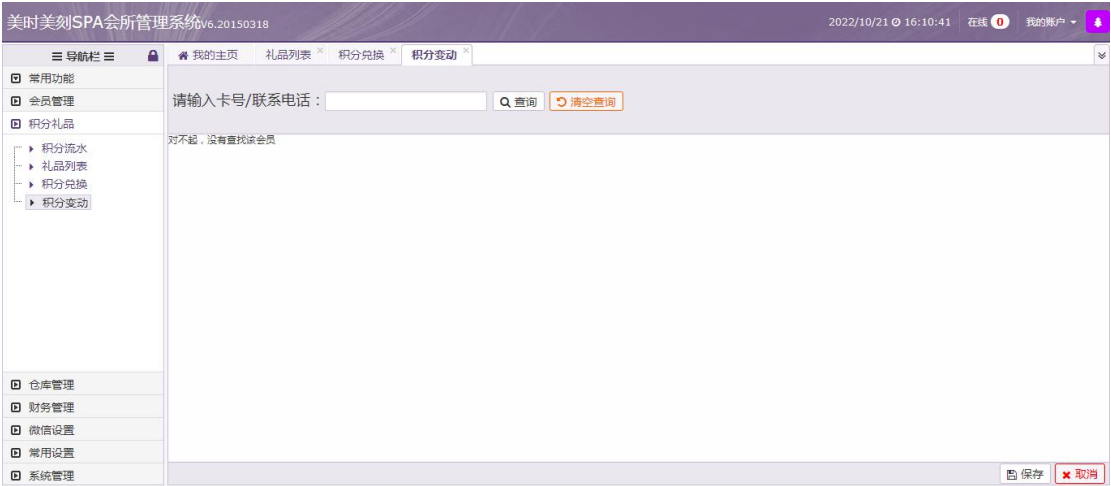 美时美刻SPA会所管理系统V6.20150318
2022/10/21 16:10:41 在线 0 我的账户
导航栏
我的主页 礼品列表 积分兑换 积分变动
常用功能
会员管理
积分礼品
积分流水
礼品列表
积分兑换
积分变动
仓库管理
财务管理
微信设置
常用设置
系统管理
请输入卡号/联系电话： 查询 清空查询
对不起，没有查找该会员
保存 取消